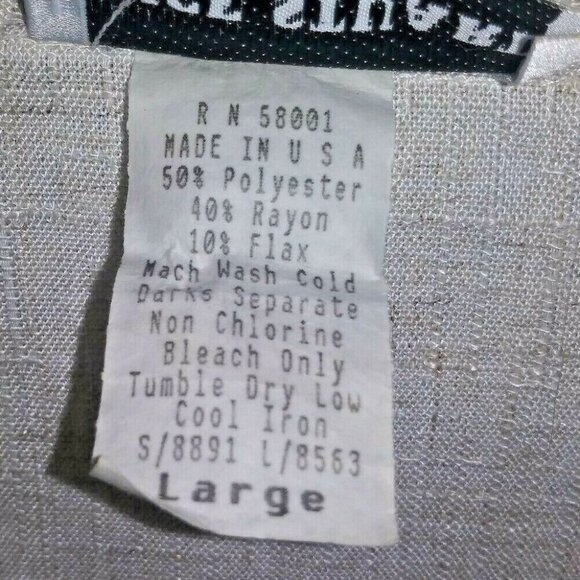 R N 58001
MADE IN U S A
50% Polyester
40% Rayon
10% Flax
Mach Wash Cold
Darks Separate
Non Chlorine
Bleach Only
Tumble Dry Low
Cool Iron
S/8891 L/8563
Large